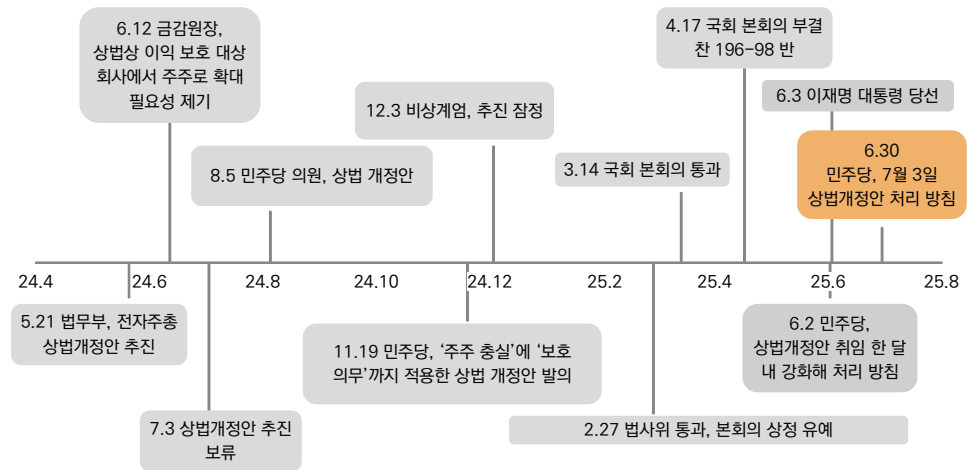 6.12 금감원장,
상법상 이익 보호 대상
회사에서 주주로 확대
필요성 제기
8.5 민주당 의원, 상법 개정안
12.3 비상계엄, 추진 잠정
3.14 국회 본회의 통과
4.17 국회 본회의 부결
찬 196-98 반
6.3 이재명 대통령 당선
6.30
민주당, 7월 3일
상법개정안 처리 방침
24.4
24.6
24.8
24.10
24.12
25.2
25.4
25.6
25.8
5.21 법무부, 전자주총
상법개정안 추진
7.3 상법개정안 추진
보류
11.19 민주당, ‘주주 충실’에 ‘보호
의무’까지 적용한 상법 개정안 발의
2.27 법사위 통과, 본회의 상정 유예
6.2 민주당,
상법개정안 취임 한 달
내 강화해 처리 방침